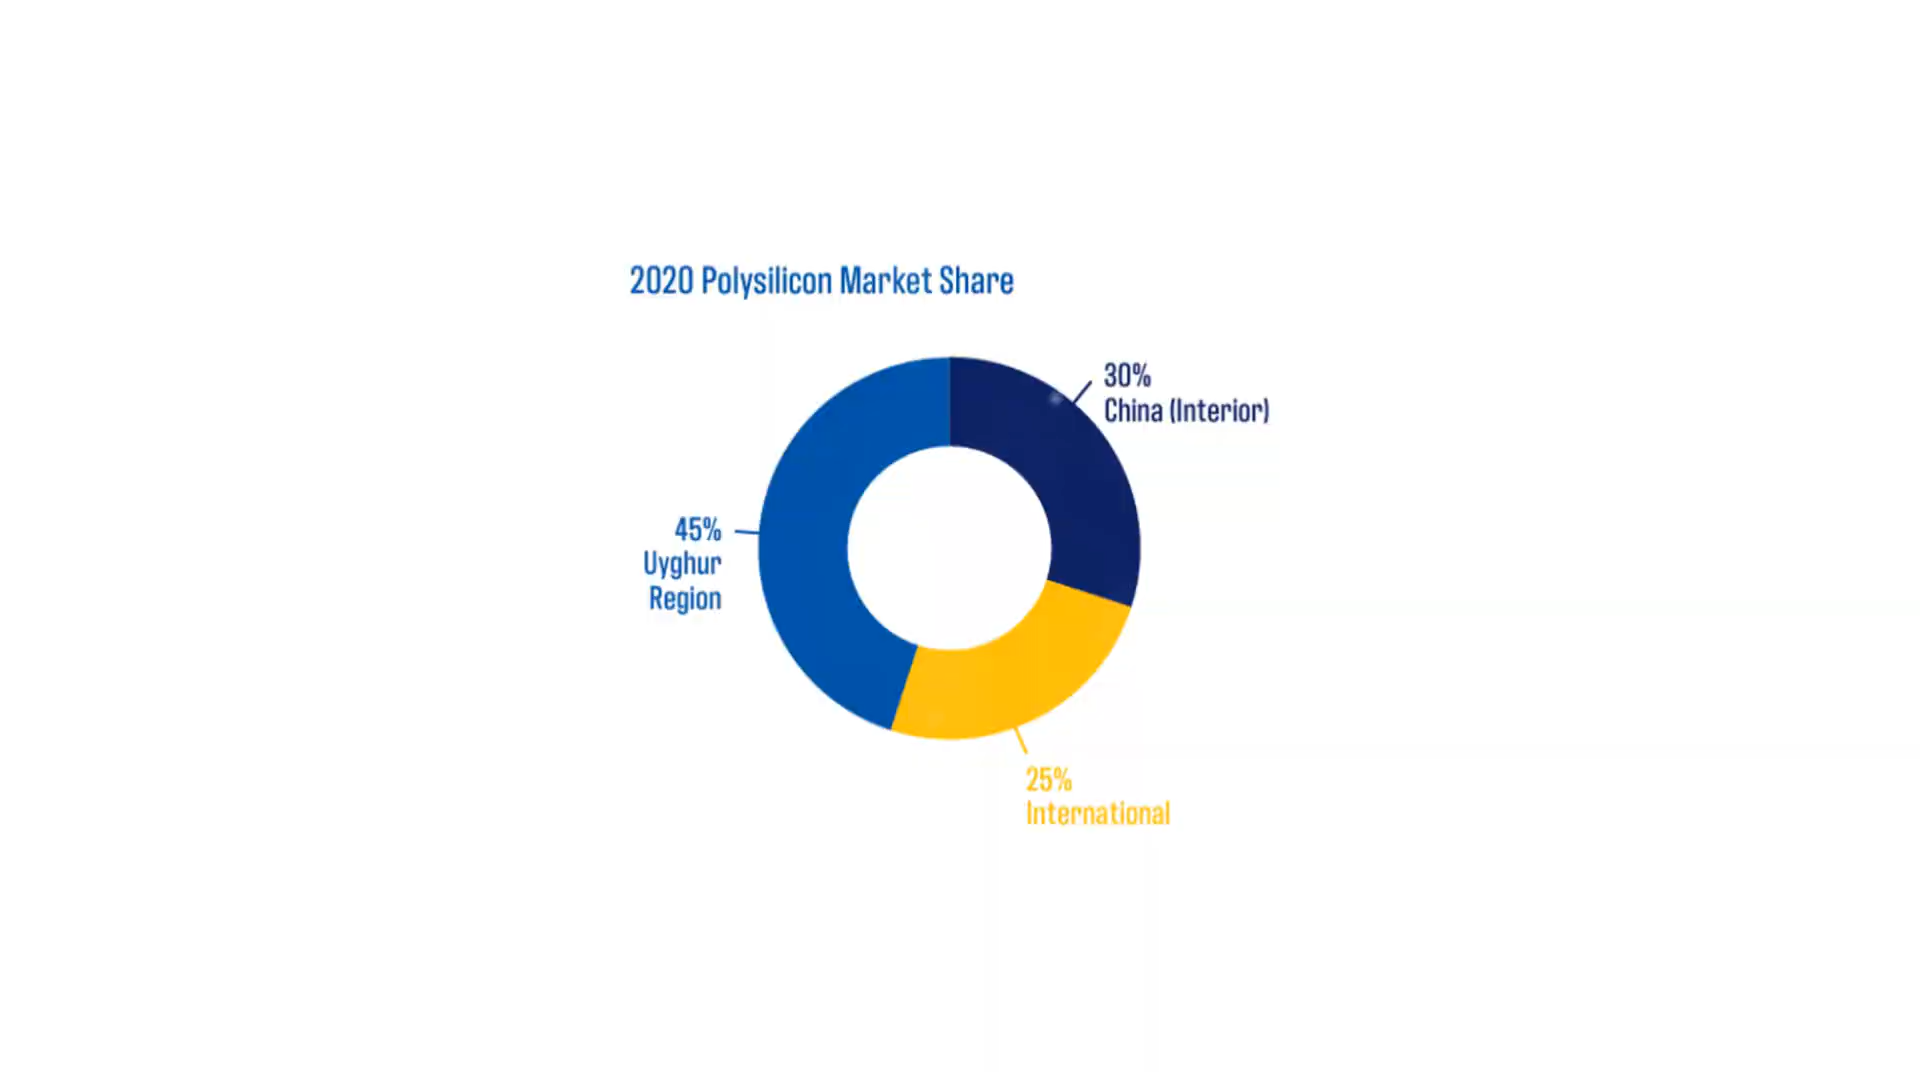 2020 Polysilicon Market Share
30%
China (Interior)
45%
Uyghur
Region
25%
International